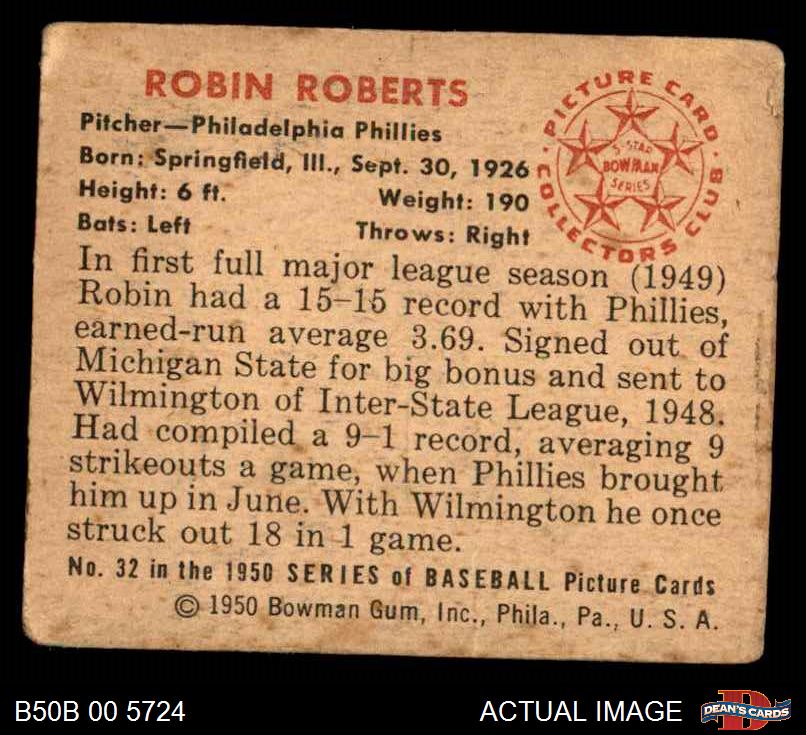 ROBIN ROBERTS
Pitcher—Philadelphia Phillies
Born: Springfield, Ill., Sept. 30, 1926
Height: 6 ft. Weight: 190
Bats: Left Throws: Right
PICTURE CARD
COLLECTORS CLUB
5-STAR
BOWMAN
SERIES
In first full major league season (1949)
Robin had a 15-15 record with Phillies,
earned-run average 3.69. Signed out of
Michigan State for big bonus and sent to
Wilmington of Inter-State League, 1948.
Had compiled a 9-1 record, averaging 9
strikeouts a game, when Phillies brought
him up in June. With Wilmington he once
struck out 18 in 1 game.
No. 32 in the 1950 SERIES of BASEBALL Picture Cards
© 1950 Bowman Gum, Inc., Phila., Pa., U. S. A.
B50B 00 5724 ACTUAL IMAGE
D
DEAN'S CARDS